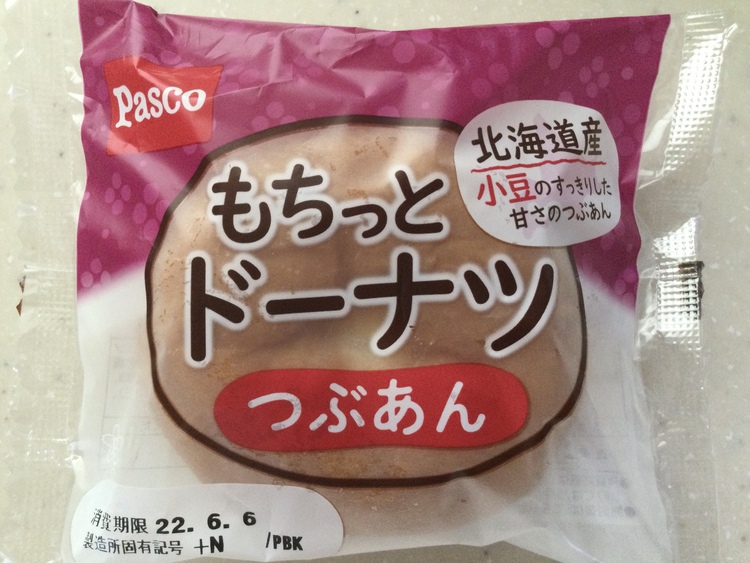 Pasco
北海道産
小豆のすっきりした
甘さのつぶあん
もちっと
ドーナツ
つぶあん
消費期限 22. 6. 6
製造所固有記号 +N /PBK